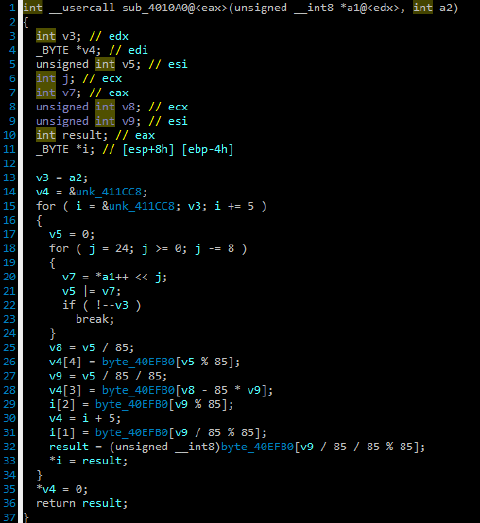 1 int __usercall sub_4010A0@<eax>(unsigned __int8 *a1@<edx>, int a2)
2 {
3 int v3; // edx
4 _BYTE *v4; // edi
5 unsigned int v5; // esi
6 int j; // ecx
7 int v7; // eax
8 unsigned int v8; // ecx
9 unsigned int v9; // esi
10 int result; // eax
11 _BYTE *i; // [esp+8h] [ebp-4h]
12
13 v3 = a2;
14 v4 = &unk_411CC8;
15 for ( i = &unk_411CC8; v3; i += 5 )
16 {
17 v5 = 0;
18 for ( j = 24; j >= 0; j -= 8 )
19 {
20 v7 = *a1++ << j;
21 v5 |= v7;
22 if ( !--v3 )
23 break;
24 }
25 v8 = v5 / 85;
26 v4[4] = byte_40EFB0[v5 % 85];
27 v9 = v5 / 85 / 85;
28 v4[3] = byte_40EFB0[v8 - 85 * v9];
29 i[2] = byte_40EFB0[v9 % 85];
30 v4 = i + 5;
31 i[1] = byte_40EFB0[v9 / 85 % 85];
32 result = (unsigned __int8)byte_40EFB0[v9 / 85 / 85 % 85];
33 *i = result;
34 }
35 *v4 = 0;
36 return result;
37 }